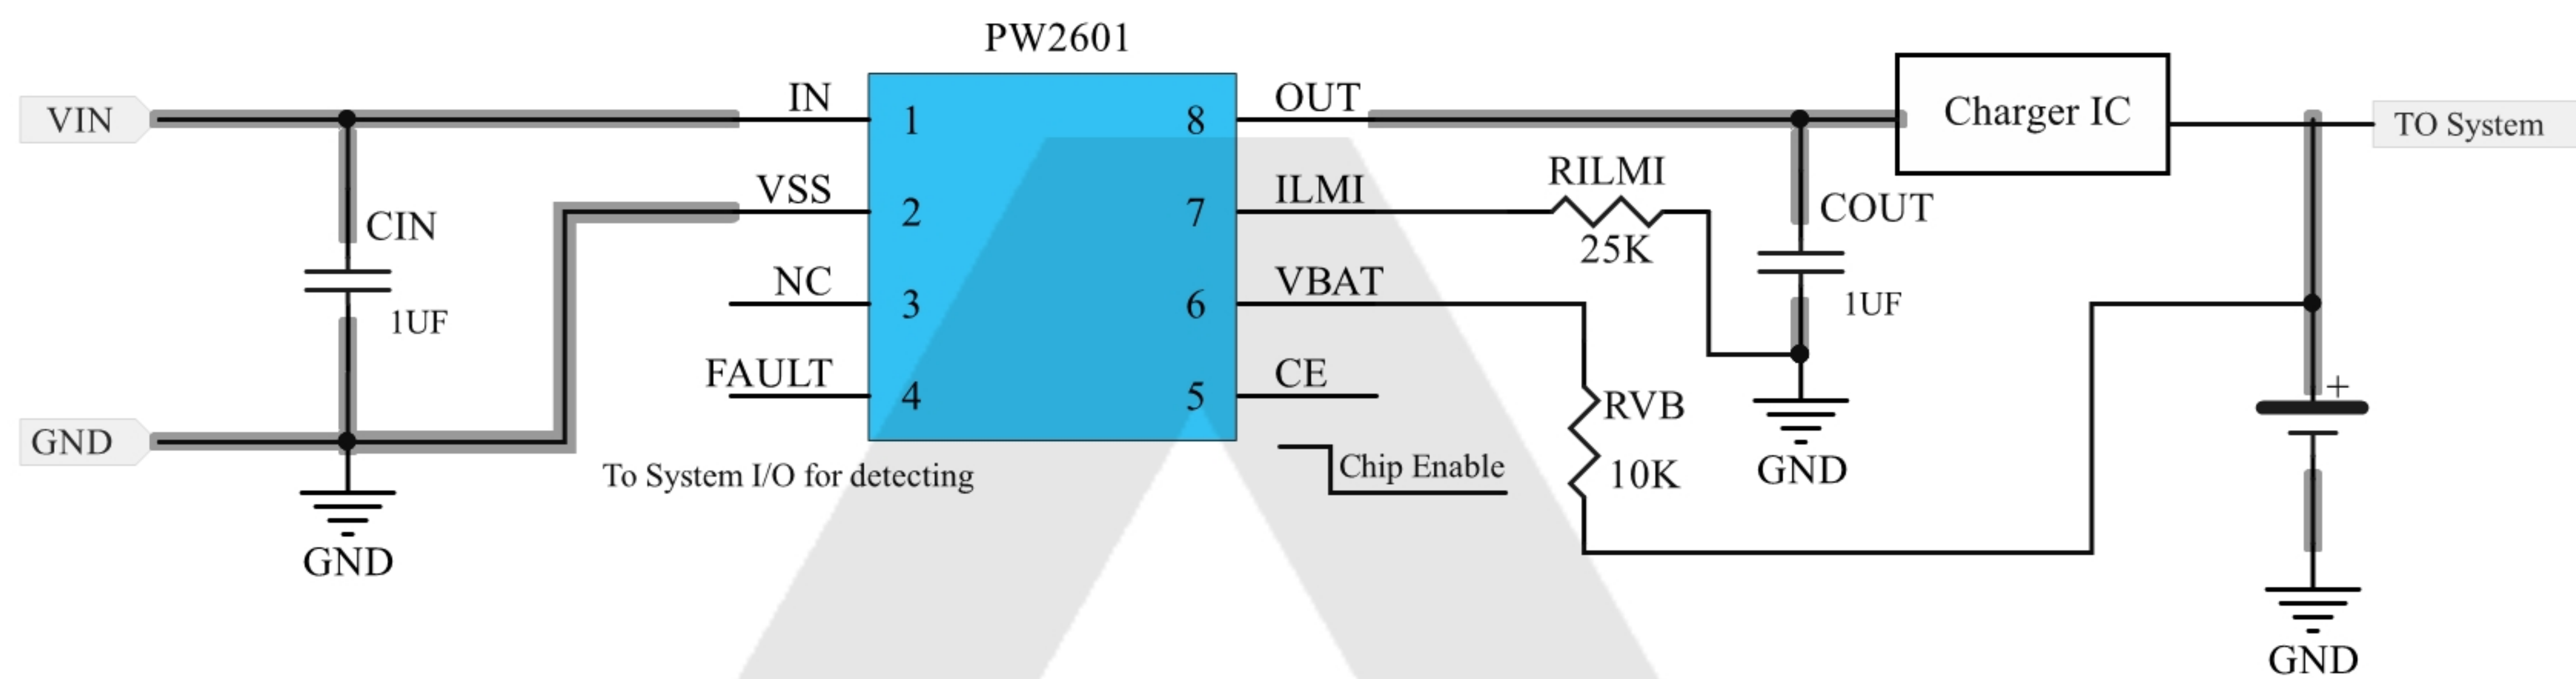 PW2601
VIN
IN
1
8
OUT
Charger IC
TO System
VSS
2
7
ILMI
RILMI
25K
CIN
1UF
COUT
1UF
NC
3
6
VBAT
FAULT
4
5
CE
RVB
10K
+
GND
To System I/O for detecting
Chip Enable
GND
GND
GND